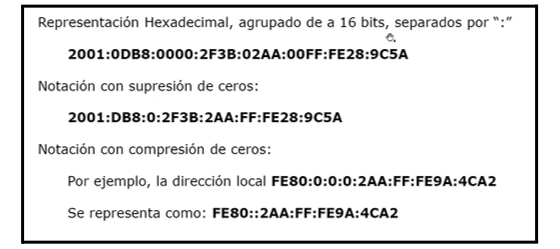 Representación Hexadecimal, agrupado de a 16 bits, separados por “:”
2001:0DB8:0000:2F3B:02AA:00FF:FE28:9C5A
Notación con supresión de ceros:
2001:DB8:0:2F3B:2AA:FF:FE28:9C5A
Notación con compresión de ceros:
Por ejemplo, la dirección local FE80:0:0:0:2AA:FF:FE9A:4CA2
Se representa como: FE80::2AA:FF:FE9A:4CA2